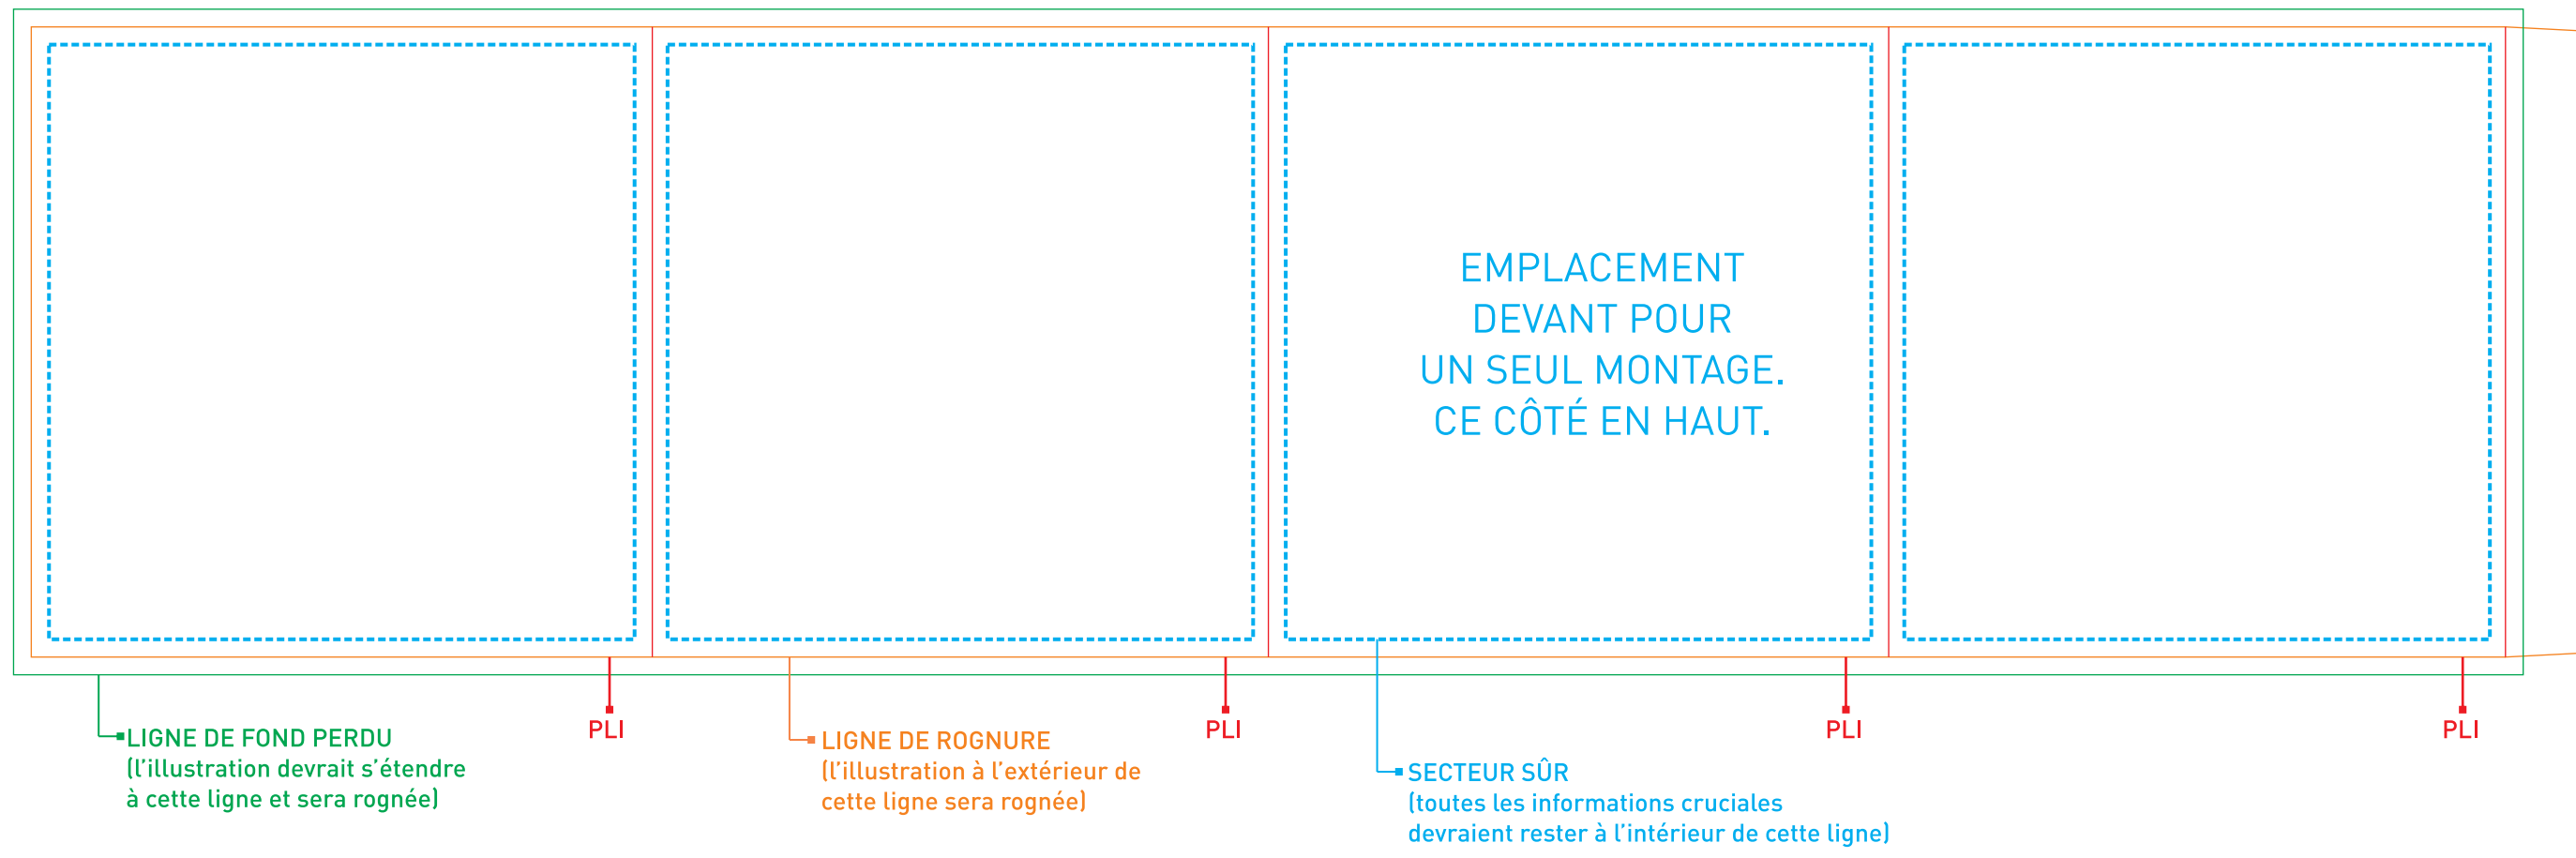 EMPLACEMENT
DEVANT POUR
UN SEUL MONTAGE.
CE CÔTÉ EN HAUT.
LIGNE DE FOND PERDU
(l’illustration devrait s’étendre
à cette ligne et sera rognée)
PLI
LIGNE DE ROGNURE
(l’illustration à l’extérieur de
cette ligne sera rognée)
PLI
SECTEUR SÛR
(toutes les informations cruciales
devraient rester à l’intérieur de cette ligne)
PLI
PLI